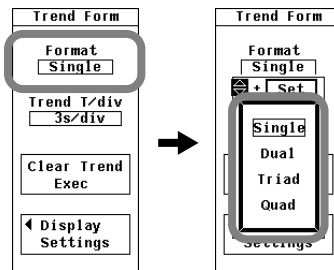 Trend Form
Format
Single
Trend T/div
3s/div
Clear Trend
Exec
Display
Settings
Trend Form
Format
Single
+ Set
Single
Dual
Triad
Quad
Settings